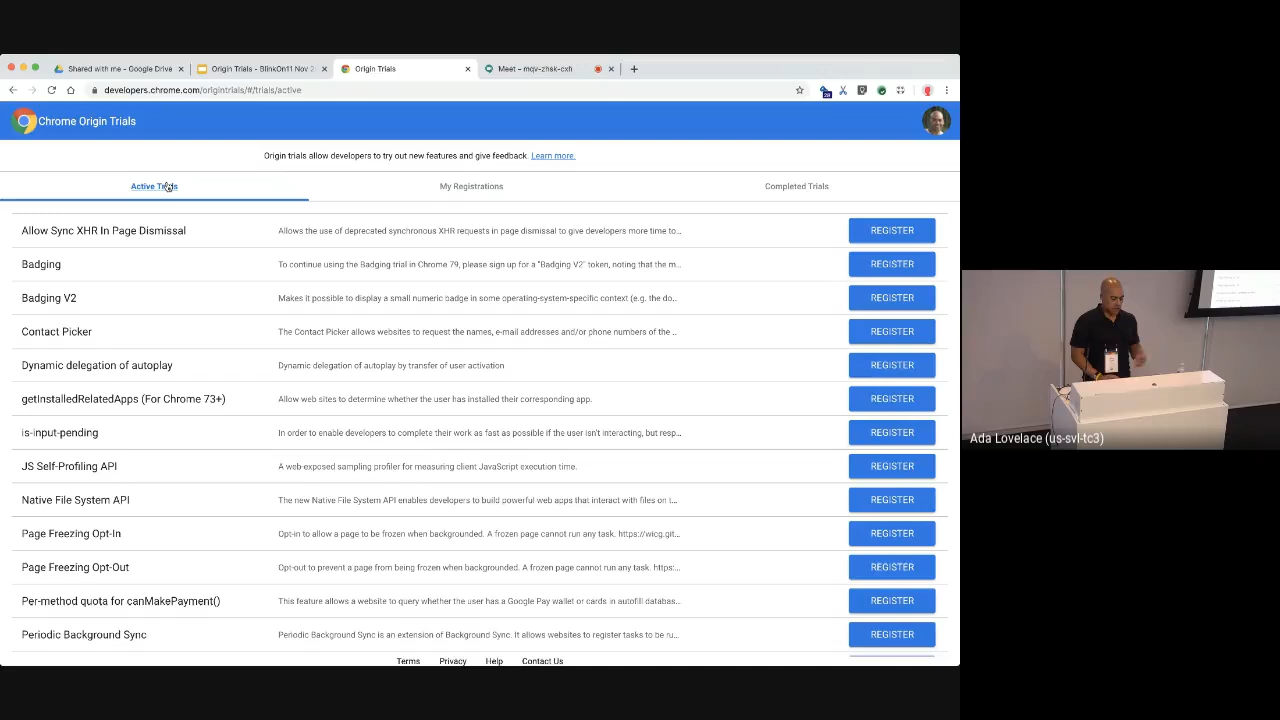 Shared with me - Google Drive
Origin Trials - BlinkOn11 Nov 2
Origin Trials
Meet – mqv-zhsk-cxh
developers.chrome.com/origintrials/#/trials/active
Chrome Origin Trials
Origin trials allow developers to try out new features and give feedback. Learn more.
Active Trials
My Registrations
Completed Trials
Allow Sync XHR In Page Dismissal
Allows the use of deprecated synchronous XHR requests in page dismissal to give developers more time to...
REGISTER
Badging
To continue using the Badging trial in Chrome 79, please sign up for a "Badging V2" token, noting that the m...
REGISTER
Badging V2
Makes it possible to display a small numeric badge in some operating-system-specific context (e.g. the do...
REGISTER
Contact Picker
The Contact Picker allows websites to request the names, e-mail addresses and/or phone numbers of the ...
REGISTER
Dynamic delegation of autoplay
Dynamic delegation of autoplay by transfer of user activation
REGISTER
getInstalledRelatedApps (For Chrome 73+)
Allow web sites to determine whether the user has installed their corresponding app.
REGISTER
is-input-pending
In order to enable developers to complete their work as fast as possible if the user isn't interacting, but resp...
REGISTER
JS Self-Profiling API
A web-exposed sampling profiler for measuring client JavaScript execution time.
REGISTER
Native File System API
The new Native File System API enables developers to build powerful web apps that interact with files on t...
REGISTER
Page Freezing Opt-In
Opt-in to allow a page to be frozen when backgrounded. A frozen page cannot run any task. https://wicg.git...
REGISTER
Page Freezing Opt-Out
Opt-out to prevent a page from being frozen when backgrounded. A frozen page cannot run any task. https:...
REGISTER
Per-method quota for canMakePayment()
This feature allows a website to query whether the user has a Google Pay wallet or cards in autofill databas...
REGISTER
Periodic Background Sync
Periodic Background Sync is an extension of Background Sync. It allows websites to register tasks to be ru...
REGISTER
Terms
Privacy
Help
Contact Us
Ada Lovelace (us-svl-tc3)